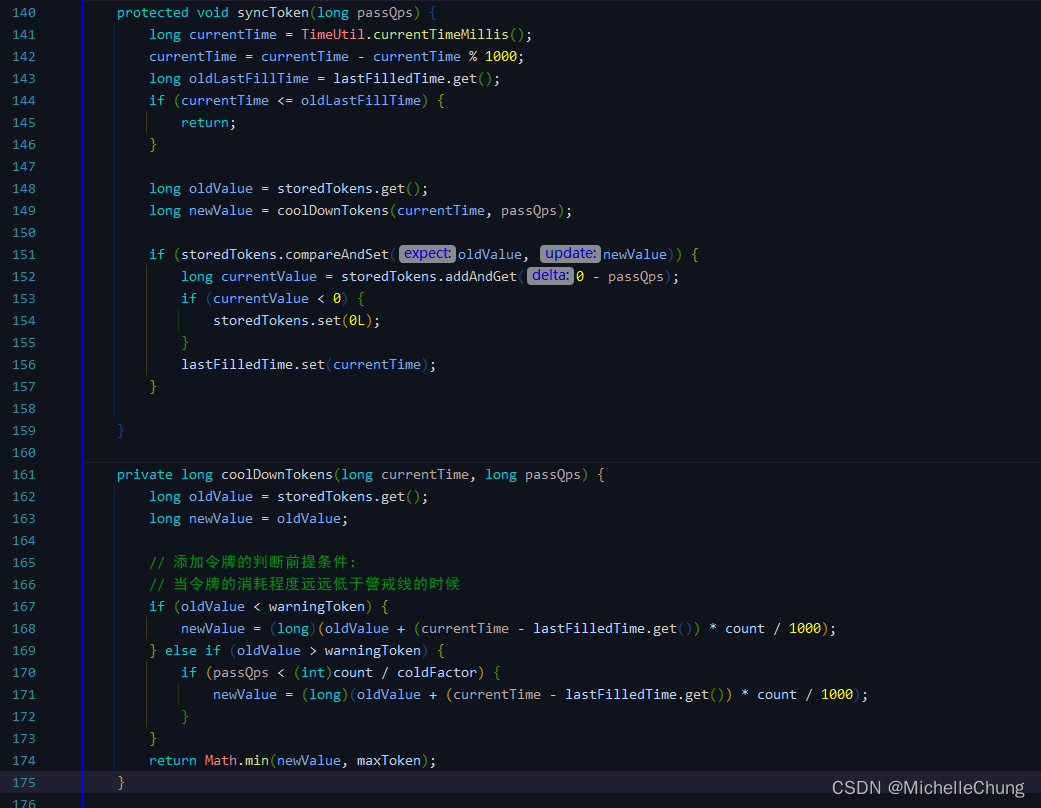 140 protected void syncToken(long passQps) {
141 long currentTime = TimeUtil.currentTimeMillis();
142 currentTime = currentTime - currentTime % 1000;
143 long oldLastFillTime = lastFilledTime.get();
144 if (currentTime <= oldLastFillTime) {
145 return;
146 }
147
148 long oldValue = storedTokens.get();
149 long newValue = coolDownTokens(currentTime, passQps);
150
151 if (storedTokens.compareAndSet( expect: oldValue, update: newValue)) {
152 long currentValue = storedTokens.addAndGet( delta: 0 - passQps);
153 if (currentValue < 0) {
154 storedTokens.set(0L);
155 }
156 lastFilledTime.set(currentTime);
157 }
158
159 }
160
161 private long coolDownTokens(long currentTime, long passQps) {
162 long oldValue = storedTokens.get();
163 long newValue = oldValue;
164
165 // 添加令牌的判断前提条件:
166 // 当令牌的消耗程度远远低于警戒线的时候
167 if (oldValue < warningToken) {
168 newValue = (long)(oldValue + (currentTime - lastFilledTime.get()) * count / 1000);
169 } else if (oldValue > warningToken) {
170 if (passQps < (int)count / coldFactor) {
171 newValue = (long)(oldValue + (currentTime - lastFilledTime.get()) * count / 1000);
172 }
173 }
174 return Math.min(newValue, maxToken);
175 }
176
CSDN @MichelleChung